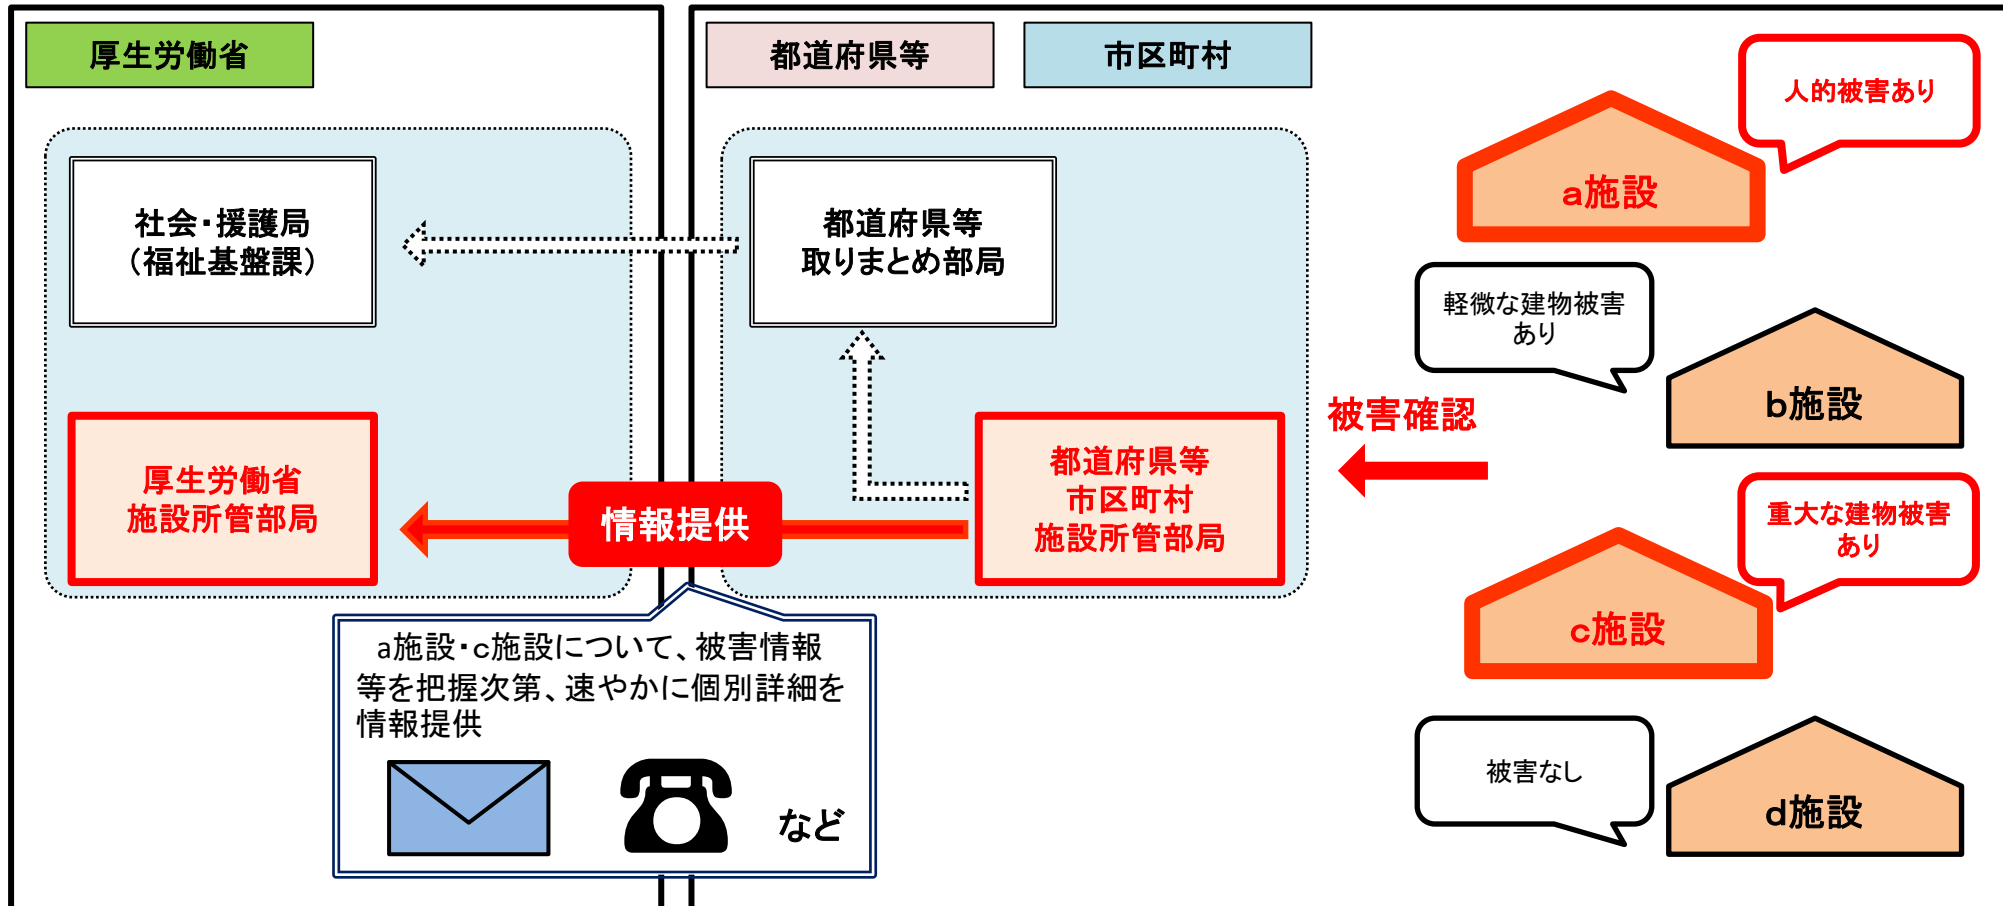 厚生労働省
都道府県等
市区町村
人的被害あり
a施設
社会・援護局
（福祉基盤課）
都道府県等
取りまとめ部局
軽微な建物被害
あり
b施設
被害確認
厚生労働省
施設所管部局
情報提供
都道府県等
市区町村
施設所管部局
重大な建物被害
あり
c施設
a施設・c施設について、被害情報
等を把握次第、速やかに個別詳細を
情報提供
など
被害なし
d施設